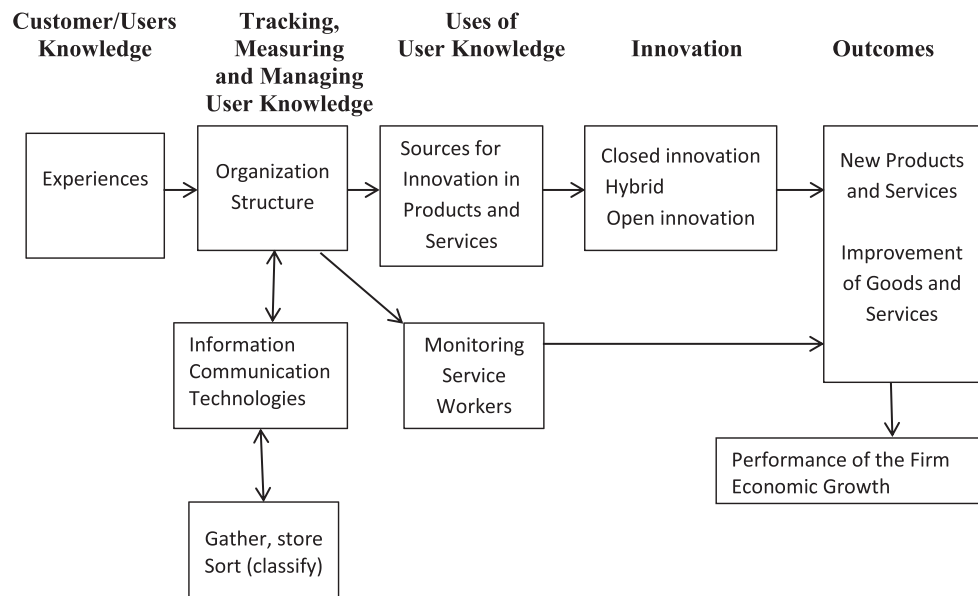 Customer/Users
Knowledge
Tracking,
Measuring
and Managing
User Knowledge
Uses of
User Knowledge
Innovation
Outcomes
Experiences
Organization
Structure
Sources for
Innovation in
Products and
Services
Closed innovation
Hybrid
Open innovation
New Products
and Services
Improvement
of Goods and
Services
Information
Communication
Technologies
Monitoring
Service
Workers
Performance of the Firm
Economic Growth
Gather, store
Sort (classify)